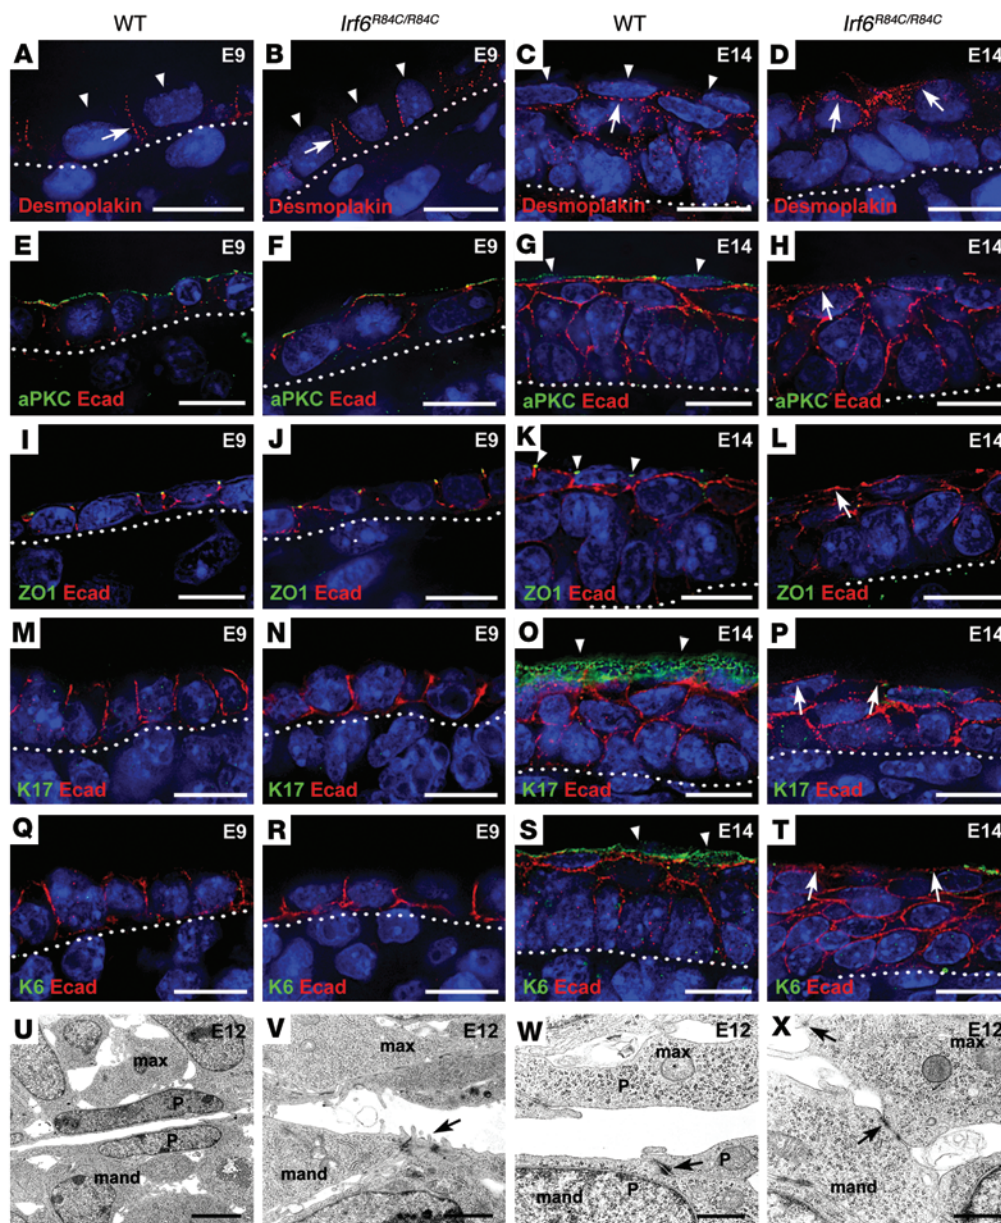 WT Irf6R84C/R84C WT Irf6R84C/R84C
A E9 B E9 C E14 D E14
Desmoplakin Desmoplakin Desmoplakin Desmoplakin
E E9 F E9 G E14 H E14
aPKC Ecad aPKC Ecad aPKC Ecad aPKC Ecad
I E9 J E9 K E14 L E14
ZO1 Ecad ZO1 Ecad ZO1 Ecad ZO1 Ecad
M E9 N E9 O E14 P E14
K17 Ecad K17 Ecad K17 Ecad K17 Ecad
Q E9 R E9 S E14 T E14
K6 Ecad K6 Ecad K6 Ecad K6 Ecad
U E12 V E12 W E12 X E12
max max max max
P P
P P P
mand mand mand mand